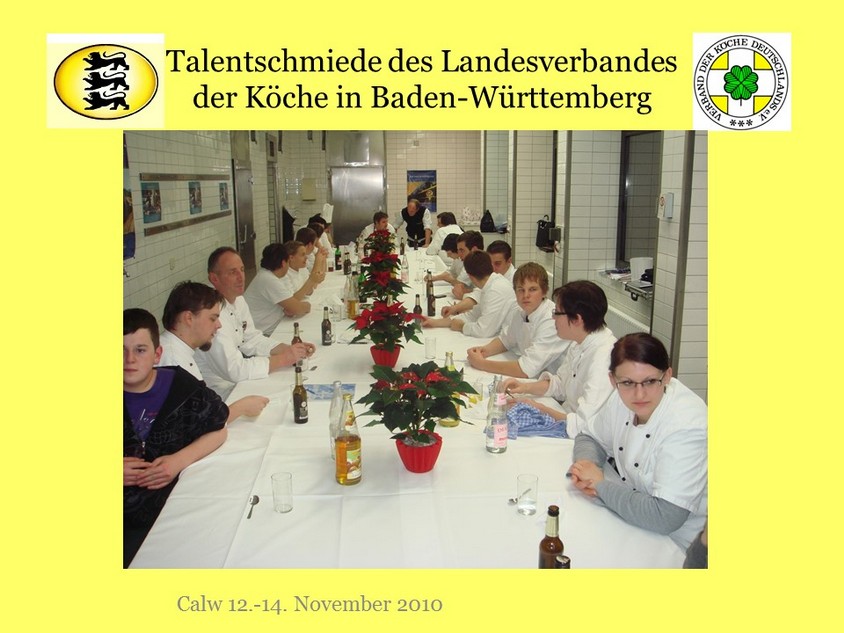 Talentschmiede des Landesverbandes
der Köche in Baden-Württemberg
VERBAND DER KÖCHE DEUTSCHLANDS e.V.
Calw 12.-14. November 2010